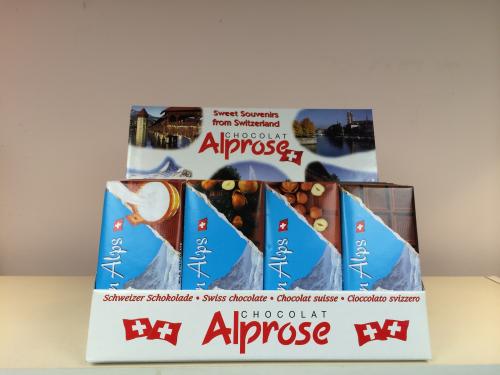 Sweet Souvenirs
from Switzerland
CHOCOLAT
Alprose
Alps
Alps
Alps
Alps
Schweizer Schokolade • Swiss chocolate • Chocolat suisse • Cioccolato svizzero
CHOCOLAT
Alprose